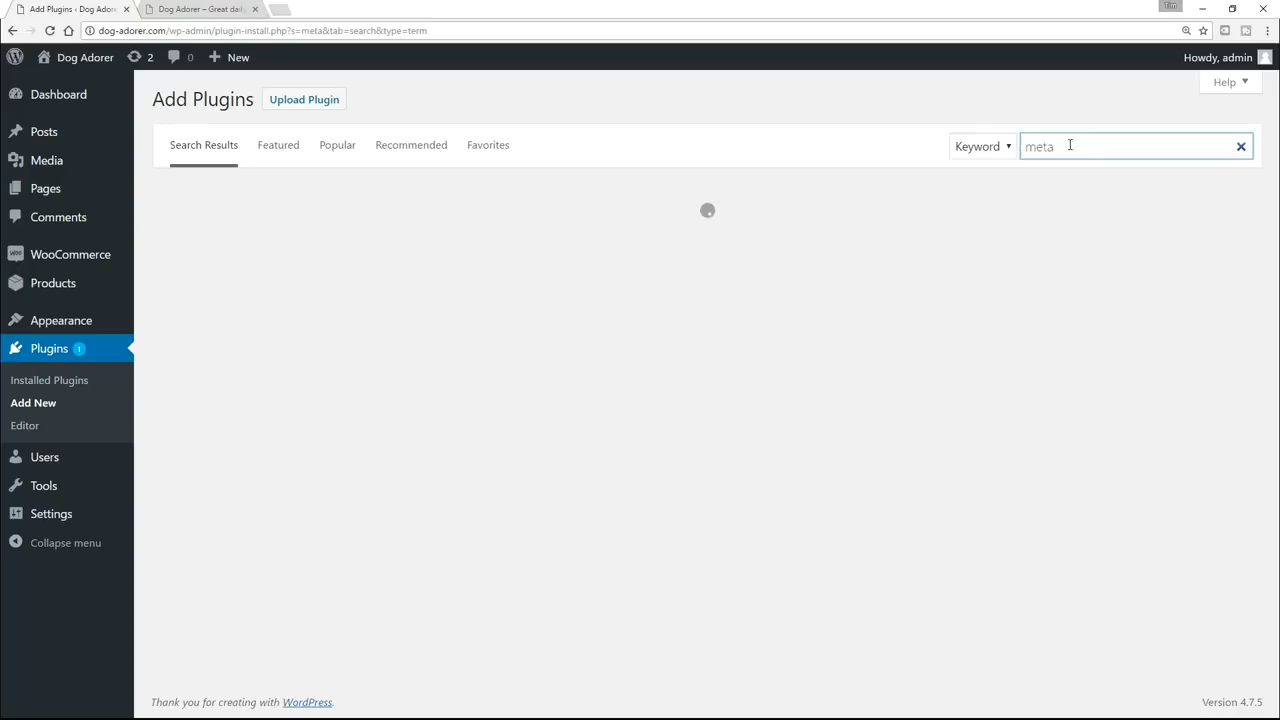 Add Plugins ‹ Dog Ador
Dog Adorer – Great dail
Tim
dog-adorer.com/wp-admin/plugin-install.php?s=meta&tab=search&type=term
Dog Adorer
2
0
New
Howdy, admin
Dashboard
Posts
Media
Pages
Comments
WooCommerce
Products
Appearance
Plugins 1
Installed Plugins
Add New
Editor
Users
Tools
Settings
Collapse menu
Add Plugins
Upload Plugin
Help
Search Results
Featured
Popular
Recommended
Favorites
Keyword
meta
Thank you for creating with WordPress.
Version 4.7.5